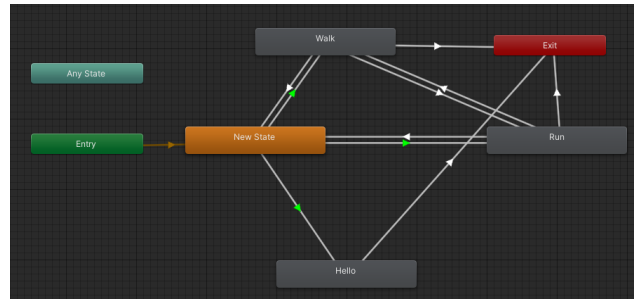 Walk
Exit
Any State
Entry
New State
Run
Hello